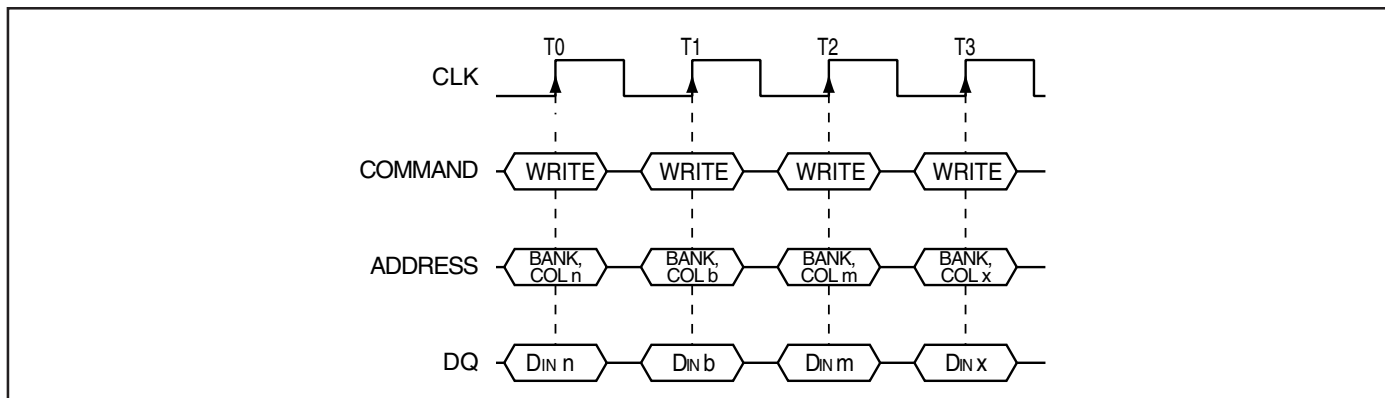 T0 T1 T2 T3
CLK
COMMAND WRITE WRITE WRITE WRITE
ADDRESS BANK, BANK, BANK, BANK,
COL n COL b COL m COL x
DQ DIN n DIN b DIN m DIN x